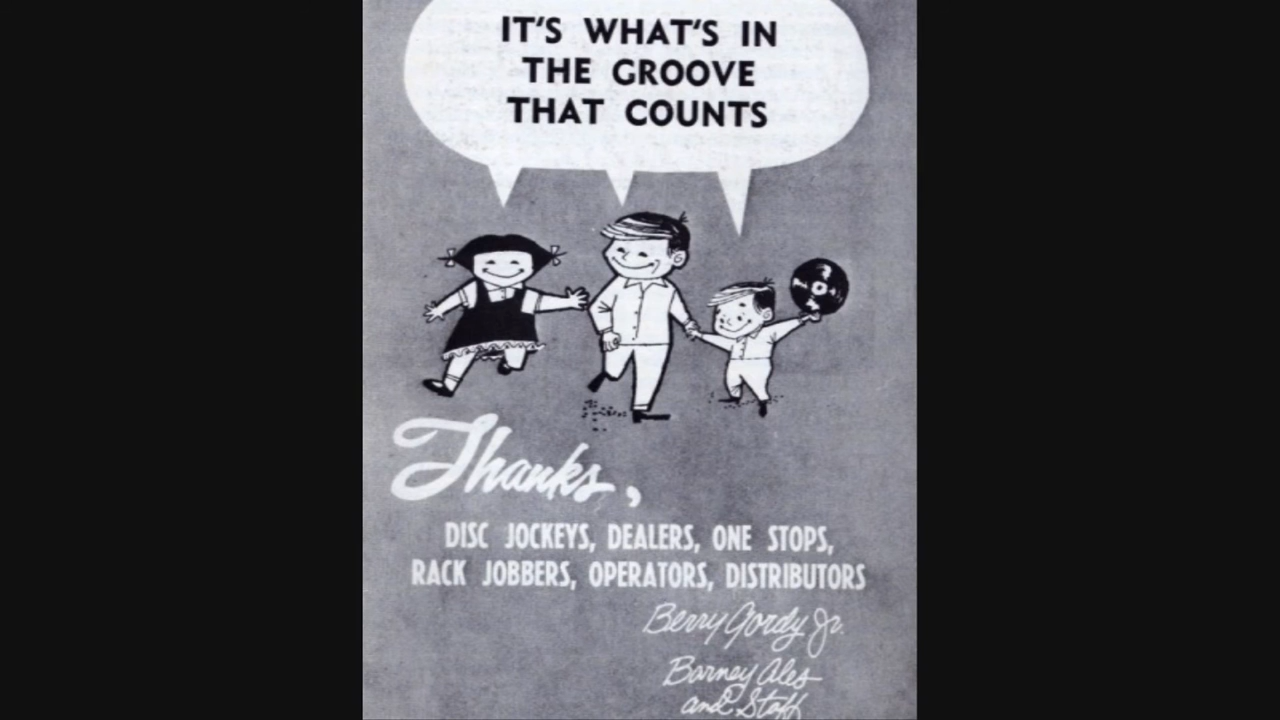 IT'S WHAT'S IN
THE GROOVE
THAT COUNTS
Thanks,
DISC JOCKEYS, DEALERS, ONE STOPS,
RACK JOBBERS, OPERATORS, DISTRIBUTORS
Berry Gordy Jr.
Barney Ales
and Staff